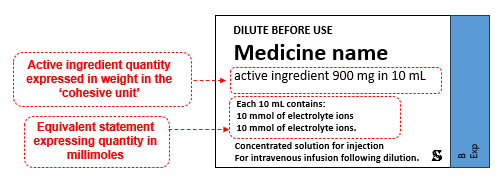 DILUTE BEFORE USE
Medicine name
active ingredient 900 mg in 10 mL
Each 10 mL contains:
10 mmol of electrolyte ions
10 mmol of electrolyte ions.
Concentrated solution for injection
For intravenous infusion following dilution.
B
Exp
Active ingredient quantity
expressed in weight in the
‘cohesive unit’
Equivalent statement
expressing quantity in
millimoles